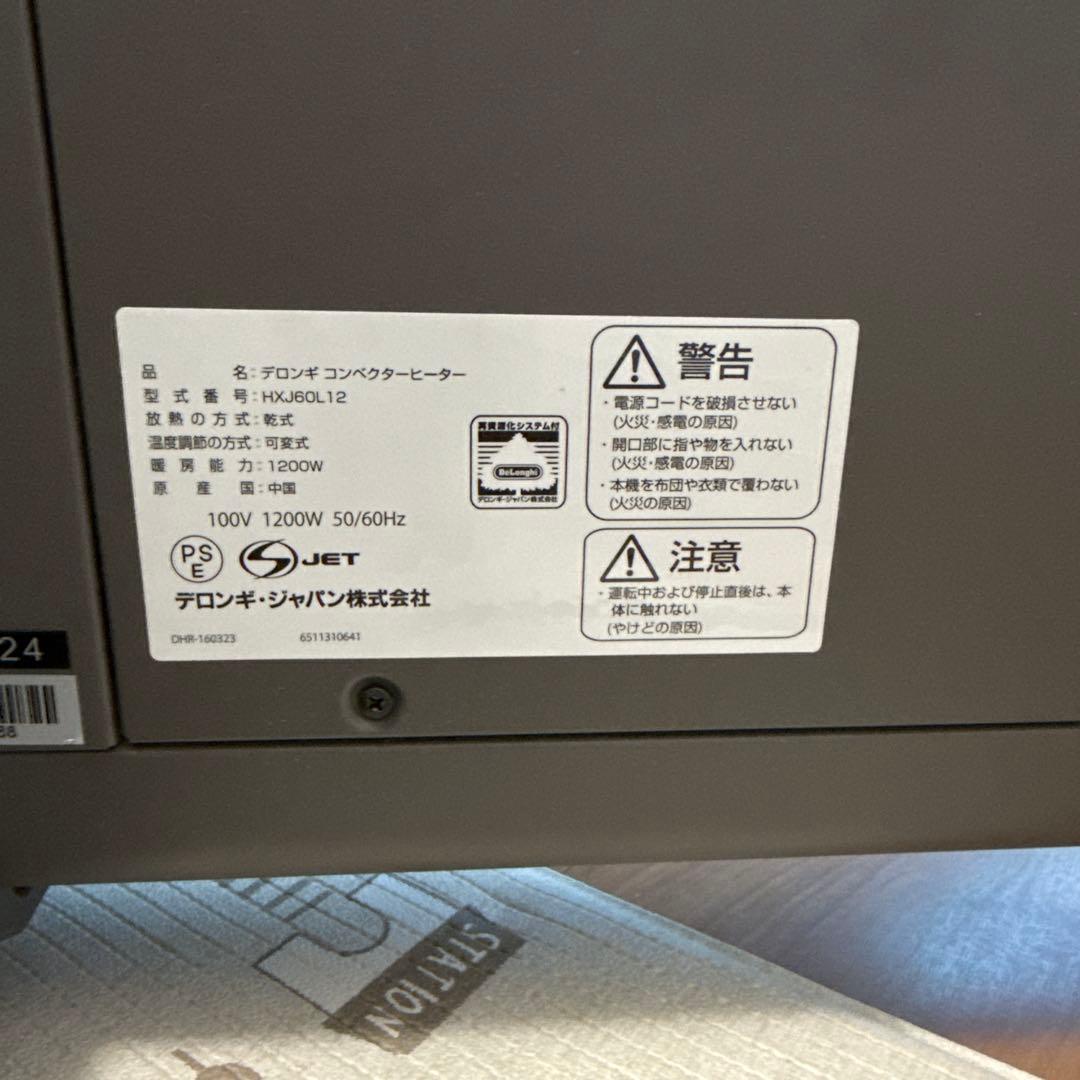 品　　　名：デロンギ コンベクターヒーター
型 式 番 号：HXJ60L12
放熱の方式：乾式
温度調節の方式：可変式
暖 房 能 力：1200W
原　産　国：中国
100V 1200W 50/60Hz
PSE
JET
デロンギ・ジャパン株式会社
DHR-160323 6511310641
再資源化システム付
DeLonghi
デロンギ・ジャパン株式会社
警告
・電源コードを破損させない
(火災・感電の原因)
・開口部に指や物を入れない
(火災・感電の原因)
・本機を布団や衣類で覆わない
(火災の原因)
注意
・運転中および停止直後は、本
体に触れない
(やけどの原因)
24
STATION